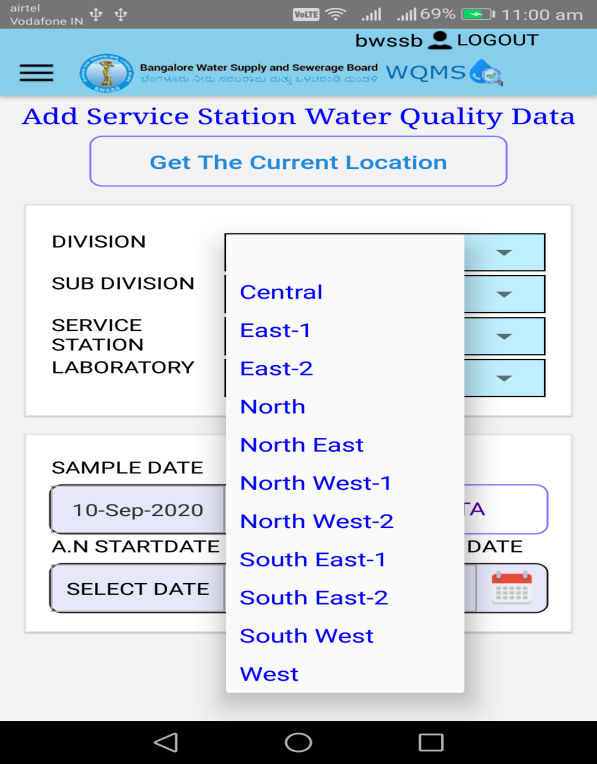 airtel
Vodafone IN
VoLTE
69%
11:00 am
bwssb LOGOUT
Bangalore Water Supply and Sewerage Board
ಬೆಂಗಳೂರು ನೀರು ಸರಬರಾಜು ಮತ್ತು ಒಳಚರಂಡಿ ಮಂಡಳಿ
WQMS
BWSSB
Add Service Station Water Quality Data
Get The Current Location
DIVISION
SUB DIVISION
SERVICE
STATION
LABORATORY
Central
East-1
East-2
North
North East
North West-1
North West-2
South East-1
South East-2
South West
West
SAMPLE DATE
10-Sep-2020
TA
A.N STARTDATE
DATE
SELECT DATE